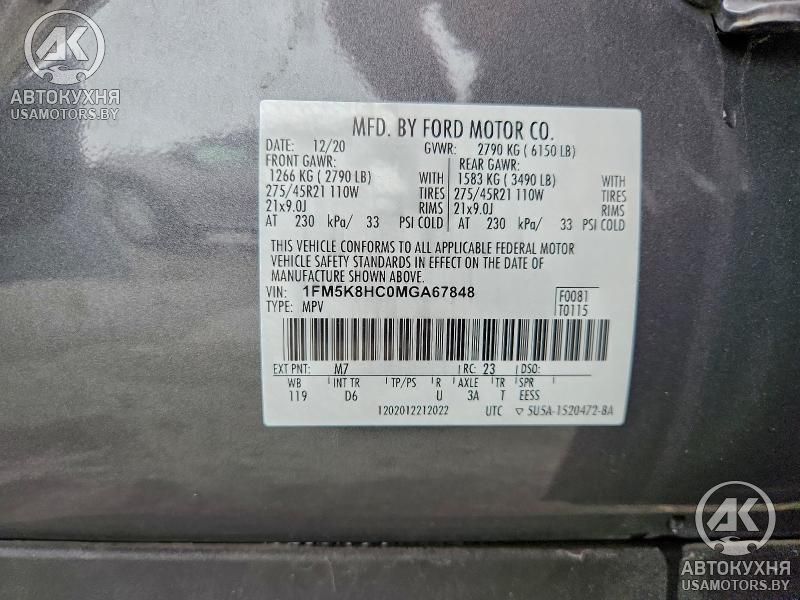 АК
АВТОКУХНЯ
USAMOTORS.BY
MFD. BY FORD MOTOR CO.
DATE: 12/20 GVWR: 2790 KG ( 6150 LB)
FRONT GAWR: REAR GAWR:
1266 KG ( 2790 LB) WITH 1583 KG ( 3490 LB) WITH
275/45R21 110W TIRES 275/45R21 110W TIRES
21x9.0J RIMS 21x9.0J RIMS
AT 230 kPa/ 33 PSI COLD AT 230 kPa/ 33 PSI COLD
THIS VEHICLE CONFORMS TO ALL APPLICABLE FEDERAL MOTOR
VEHICLE SAFETY STANDARDS IN EFFECT ON THE DATE OF
MANUFACTURE SHOWN ABOVE.
VIN: 1FM5K8HC0MGA67848 F0081
TYPE: MPV T0115
EXT PNT: M7 RC: 23 DSO:
WB INT TR TP/PS R AXLE TR SPR
119 D6 U 3A T EESS
1202012212022 UTC ▽ 5U5A-1520472-8A
АК
АВТОКУХНЯ
USAMOTORS.BY